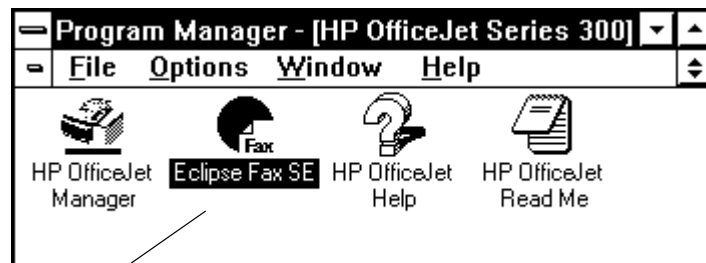 Program Manager - [HP OfficeJet Series 300]
File Options Window Help
Fax
HP OfficeJet Manager
Eclipse Fax SE
HP OfficeJet Help
HP OfficeJet Read Me